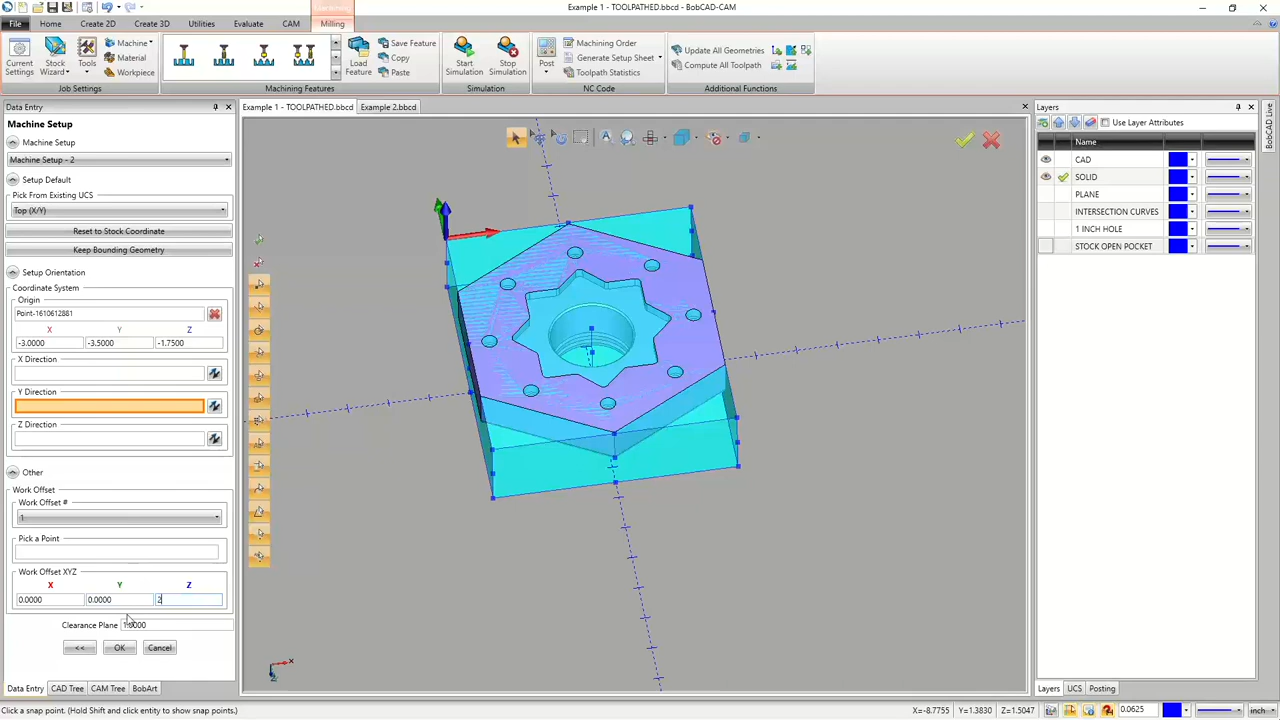 Machining
Example 1 - TOOLPATHED.bbcd - BobCAD-CAM
File
Home
Create 2D
Create 3D
Utilities
Evaluate
CAM
Milling
Current Settings
Stock Wizard
Tools
Machine
Material
Workpiece
Load Feature
Save Feature
Copy
Paste
Start Simulation
Stop Simulation
Post
Machining Order
Generate Setup Sheet
Toolpath Statistics
Update All Geometries
Compute All Toolpath
Job Settings
Machining Features
Simulation
NC Code
Additional Functions
Data Entry
Example 1 - TOOLPATHED.bbcd
Example 2.bbcd
Layers
BobCAD Live
Machine Setup
Machine Setup
Machine Setup - 2
Setup Default
Pick From Existing UCS
Top (X/Y)
Reset to Stock Coordinate
Keep Bounding Geometry
Setup Orientation
Coordinate System
Origin
Point-1610612881
X Y Z
-3.0000 -3.5000 -1.7500
X Direction
Y Direction
Z Direction
Other
Work Offset
Work Offset #
1
Pick a Point
Work Offset XYZ
X Y Z
0.0000 0.0000 2
Clearance Plane 1.0000
<< OK Cancel
Data Entry
CAD Tree
CAM Tree
BobArt
Use Layer Attributes
Name
CAD
SOLID
PLANE
INTERSECTION CURVES
1 INCH HOLE
STOCK OPEN POCKET
x
Layers
UCS
Posting
Click a snap point. (Hold Shift and click entity to show snap points.)
X=-8.7755 Y=1.3830 Z=1.5047
0.0625
inch